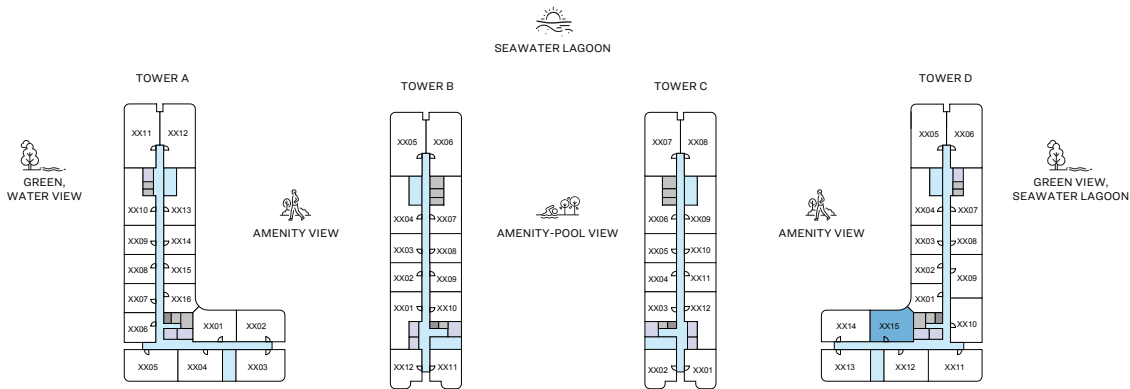 SEAWATER LAGOON
TOWER A
TOWER B
TOWER C
TOWER D
XX11 XX12
XX05 XX06
XX07 XX08
XX05 XX06
GREEN,
WATER VIEW
GREEN VIEW,
SEAWATER LAGOON
XX10 XX13
XX04 XX07
XX06 XX09
XX04 XX07
AMENITY VIEW
AMENITY-POOL VIEW
AMENITY VIEW
XX09 XX14
XX03 XX08
XX05 XX10
XX03 XX08
XX08 XX15
XX02 XX09
XX04 XX11
XX02 XX09
XX07 XX16
XX01 XX10
XX03 XX12
XX01
XX06 XX01 XX02
XX14 XX15 XX10
XX05 XX04 XX03
XX12 XX11
XX02 XX01
XX13 XX12 XX11